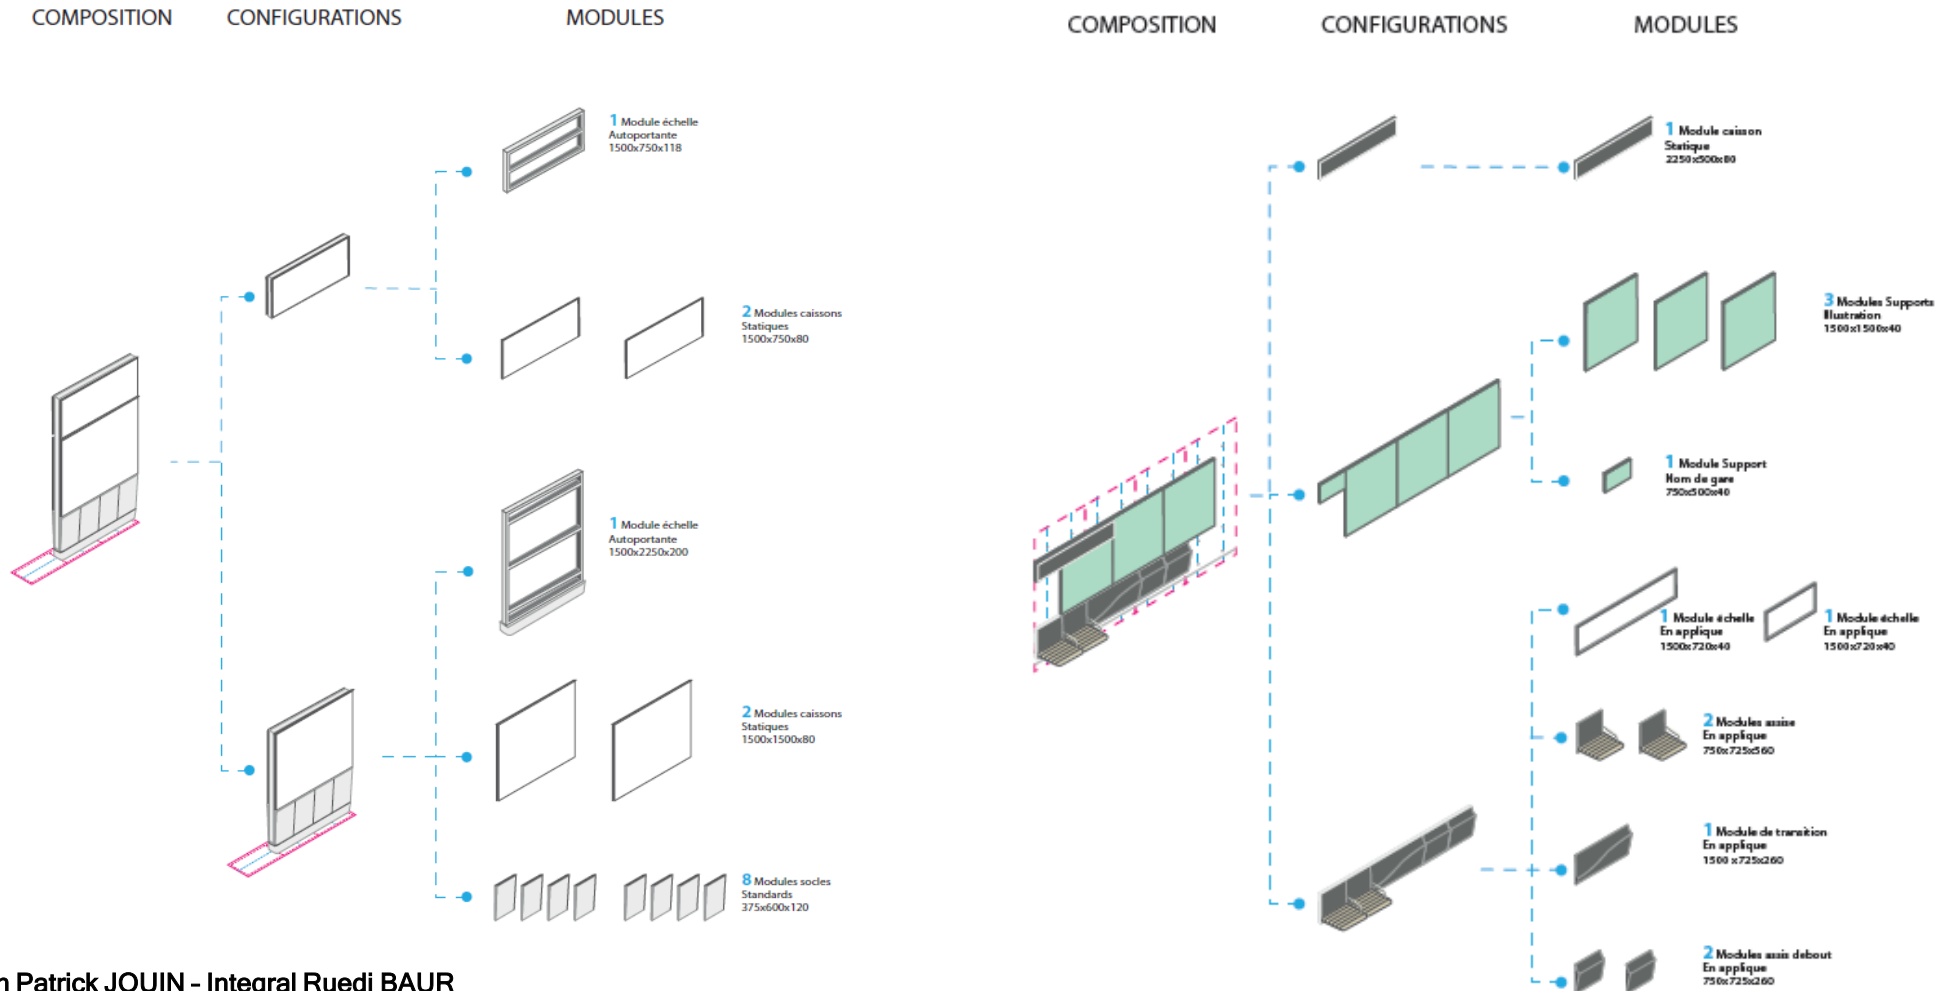 COMPOSITION
CONFIGURATIONS
MODULES
1 Module échelle
Autoportante
1500x750x118
2 Modules caissons
Statiques
1500x750x80
1 Module échelle
Autoportante
1500x2250x200
2 Modules caissons
Statiques
1500x1500x80
8 Modules socles
Standards
375x600x120
Patrick JOUIN - Integral Ruedi BAUR
COMPOSITION
CONFIGURATIONS
MODULES
1 Module caisson
Statique
2250x500x80
3 Modules Supports
Illustration
1500x1500x40
1 Module Support
Nom de gare
750x500x40
1 Module échelle
En applique
1500x720x40
1 Module échelle
En applique
1500x720x40
2 Modules assise
En applique
750x725x560
1 Module de transition
En applique
1500 x725x260
2 Modules assis debout
En applique
750x725x260